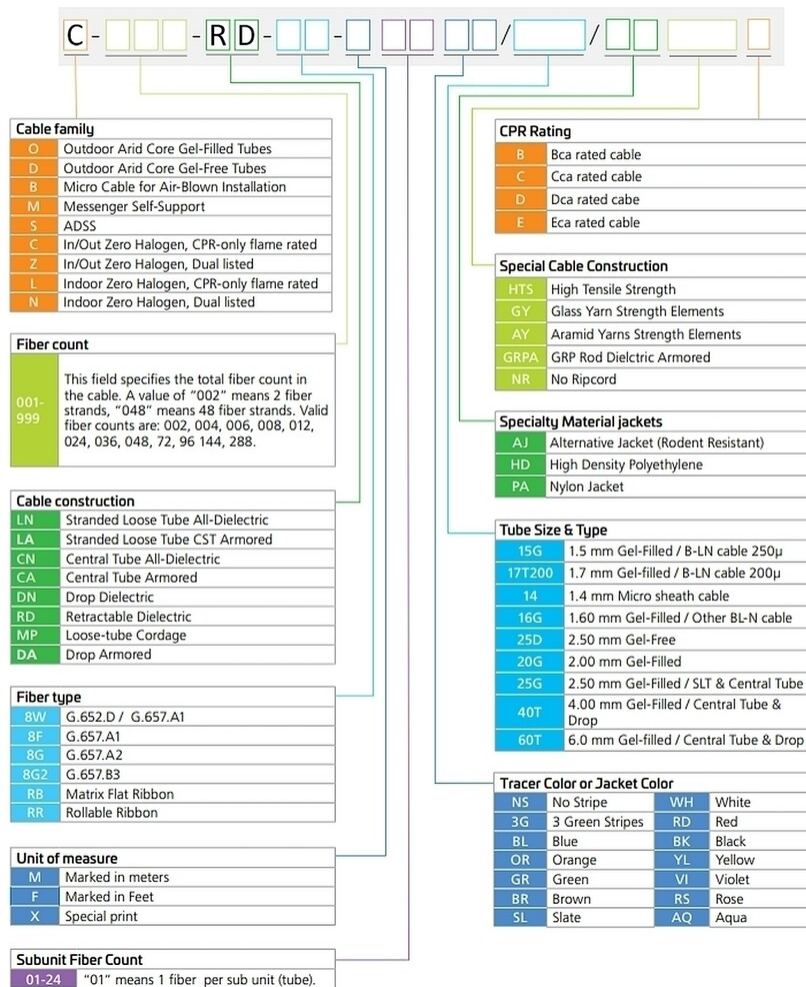 C - - RD - - / /
Cable family
O Outdoor Arid Core Gel-Filled Tubes
D Outdoor Arid Core Gel-Free Tubes
B Micro Cable for Air-Blown Installation
M Messenger Self-Support
S ADSS
C In/Out Zero Halogen, CPR-only flame rated
Z In/Out Zero Halogen, Dual listed
L Indoor Zero Halogen, CPR-only flame rated
N Indoor Zero Halogen, Dual listed
Fiber count
001-
999
This field specifies the total fiber count in
the cable. A value of "002" means 2 fiber
strands, "048" means 48 fiber strands. Valid
fiber counts are: 002, 004, 006, 008, 012,
024, 036, 048, 72, 96 144, 288.
Cable construction
LN Stranded Loose Tube All-Dielectric
LA Stranded Loose Tube CST Armored
CN Central Tube All-Dielectric
CA Central Tube Armored
DN Drop Dielectric
RD Retractable Dielectric
MP Loose-tube Cordage
DA Drop Armored
Fiber type
8W G.652.D / G.657.A1
8F G.657.A1
8G G.657.A2
8G2 G.657.B3
RB Matrix Flat Ribbon
RR Rollable Ribbon
Unit of measure
M Marked in meters
F Marked in Feet
X Special print
Subunit Fiber Count
01-24 "01" means 1 fiber per sub unit (tube).
CPR Rating
B Bca rated cable
C Cca rated cable
D Dca rated cabe
E Eca rated cable
Special Cable Construction
HTS High Tensile Strength
GY Glass Yarn Strength Elements
AY Aramid Yarns Strength Elements
GRPA GRP Rod Dielctric Armored
NR No Ripcord
Specialty Material jackets
AJ Alternative Jacket (Rodent Resistant)
HD High Density Polyethylene
PA Nylon Jacket
Tube Size & Type
15G 1.5 mm Gel-Filled / B-LN cable 250µ
17T200 1.7 mm Gel-filled / B-LN cable 200µ
14 1.4 mm Micro sheath cable
16G 1.60 mm Gel-Filled / Other BL-N cable
25D 2.50 mm Gel-Free
20G 2.00 mm Gel-Filled
25G 2.50 mm Gel-Filled / SLT & Central Tube
40T 4.00 mm Gel-Filled / Central Tube &
Drop
60T 6.0 mm Gel-filled / Central Tube & Drop
Tracer Color or Jacket Color
NS No Stripe WH White
3G 3 Green Stripes RD Red
BL Blue BK Black
OR Orange YL Yellow
GR Green VI Violet
BR Brown RS Rose
SL Slate AQ Aqua